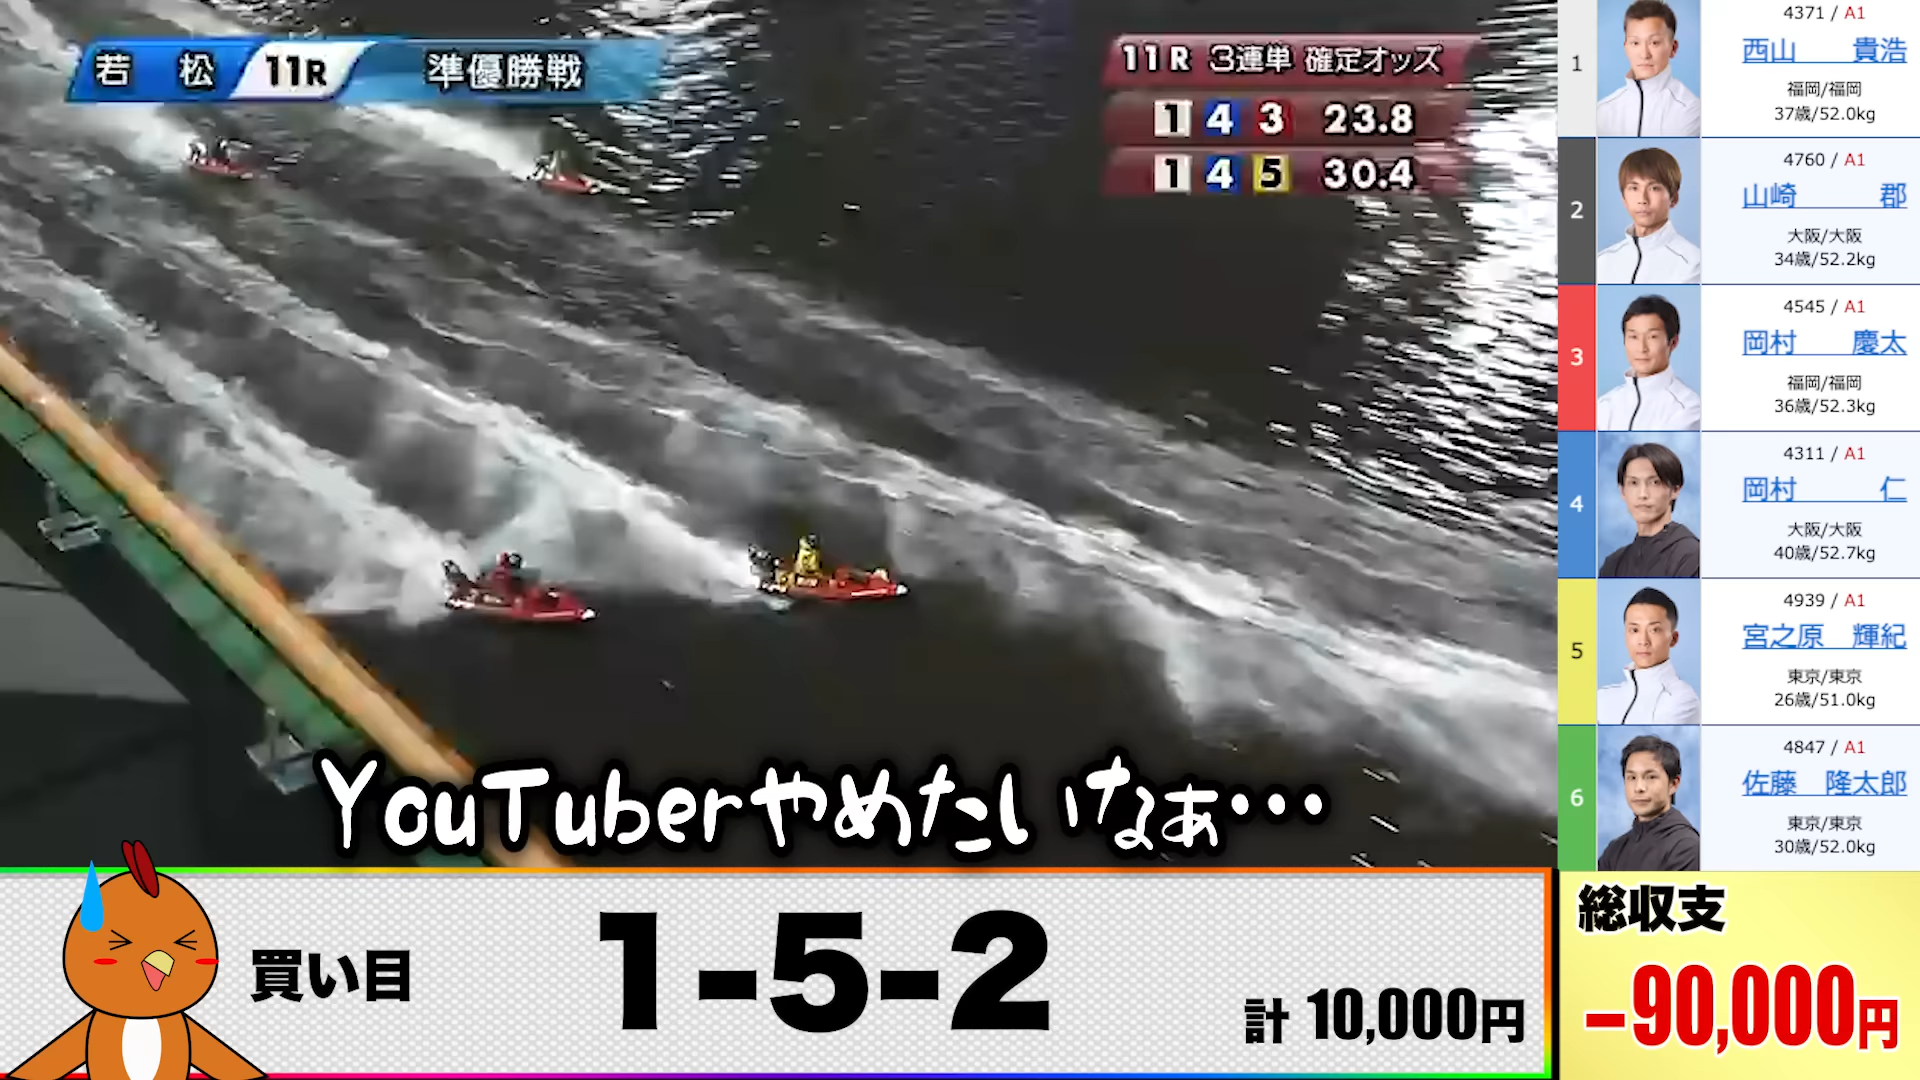 若 松 11R 準優勝戦
11R 3連単 確定オッズ
1 4 3 23.8
1 4 5 30.4
1
4371 / A1
西山 貴浩
福岡/福岡
37歳/52.0kg
2
4760 / A1
山崎 郡
大阪/大阪
34歳/52.2kg
3
4545 / A1
岡村 慶太
福岡/福岡
36歳/52.3kg
4
4311 / A1
岡村 仁
大阪/大阪
40歳/52.7kg
5
4939 / A1
宮之原 輝紀
東京/東京
26歳/51.0kg
6
4847 / A1
佐藤 隆太郎
東京/東京
30歳/52.0kg
YouTuberやめたいなぁ…
買い目
1-5-2
計 10,000円
総収支
-90,000円